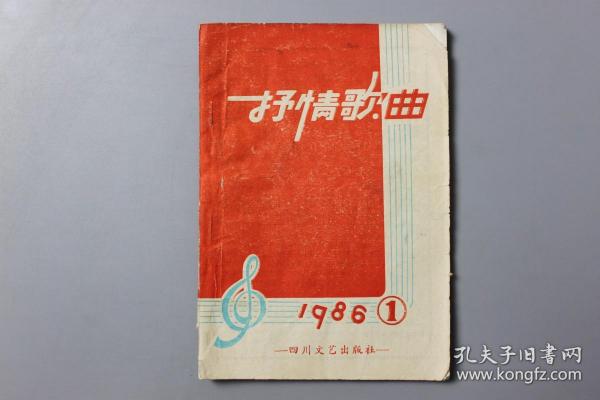 抒情歌曲
1986 ①
—四川文艺出版社—
孔夫子旧书网
www.kongfz.com